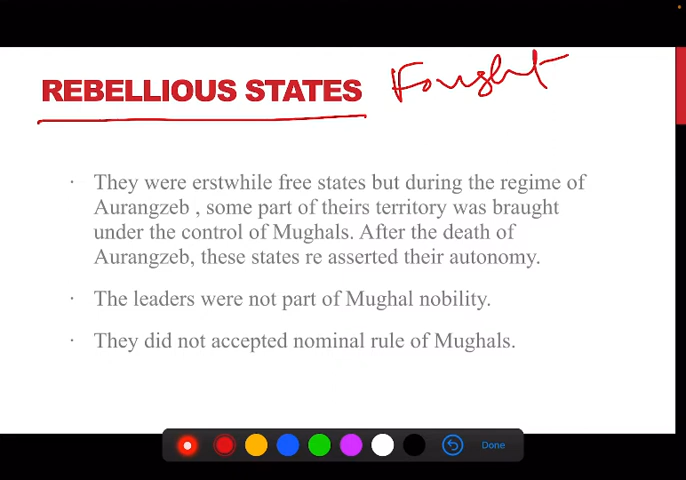 REBELLIOUS STATES Fought
· They were erstwhile free states but during the regime of
Aurangzeb , some part of theirs territory was braught
under the control of Mughals. After the death of
Aurangzeb, these states re asserted their autonomy.
· The leaders were not part of Mughal nobility.
· They did not accepted nominal rule of Mughals.
Done